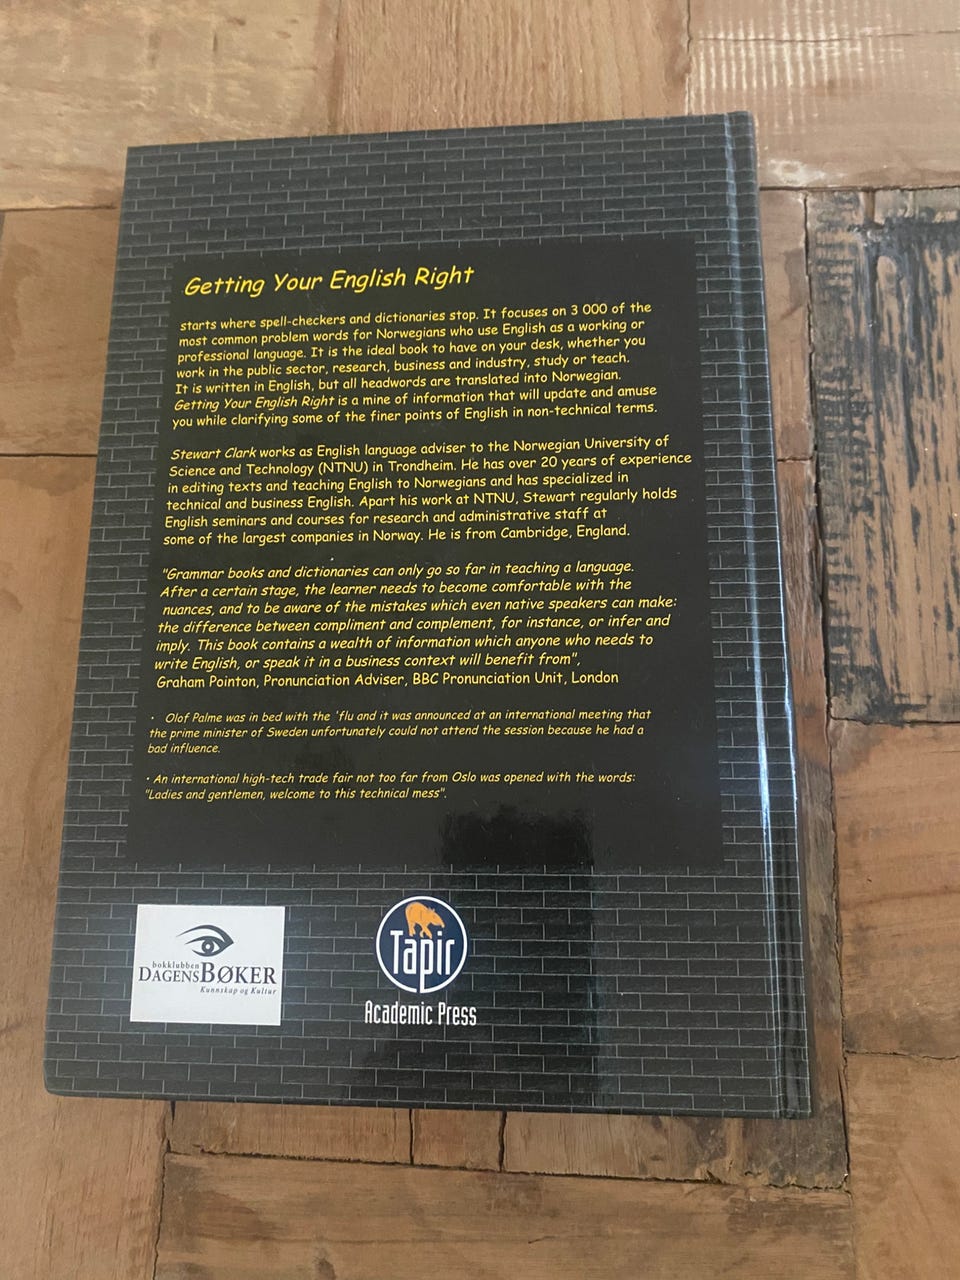 Getting Your English Right
starts where spell-checkers and dictionaries stop. It focuses on 3 000 of the
most common problem words for Norwegians who use English as a working or
professional language. It is the ideal book to have on your desk, whether you
work in the public sector, research, business and industry, study or teach.
It is written in English, but all headwords are translated into Norwegian.
Getting Your English Right is a mine of information that will update and amuse
you while clarifying some of the finer points of English in non-technical terms.
Stewart Clark works as English language adviser to the Norwegian University of
Science and Technology (NTNU) in Trondheim. He has over 20 years of experience
in editing texts and teaching English to Norwegians and has specialized in
technical and business English. Apart his work at NTNU, Stewart regularly holds
English seminars and courses for research and administrative staff at
some of the largest companies in Norway. He is from Cambridge, England.
"Grammar books and dictionaries can only go so far in teaching a language.
After a certain stage, the learner needs to become comfortable with the
nuances, and to be aware of the mistakes which even native speakers can make:
the difference between compliment and complement, for instance, or infer and
imply. This book contains a wealth of information which anyone who needs to
write English, or speak it in a business context will benefit from",
Graham Pointon, Pronunciation Adviser, BBC Pronunciation Unit, London
· Olof Palme was in bed with the 'flu and it was announced at an international meeting that
the prime minister of Sweden unfortunately could not attend the session because he had a
bad influence.
· An international high-tech trade fair not too far from Oslo was opened with the words:
"Ladies and gentlemen, welcome to this technical mess".
bokklubben
DAGENS BØKER
Kunnskap og Kultur
Tapir
Academic Press